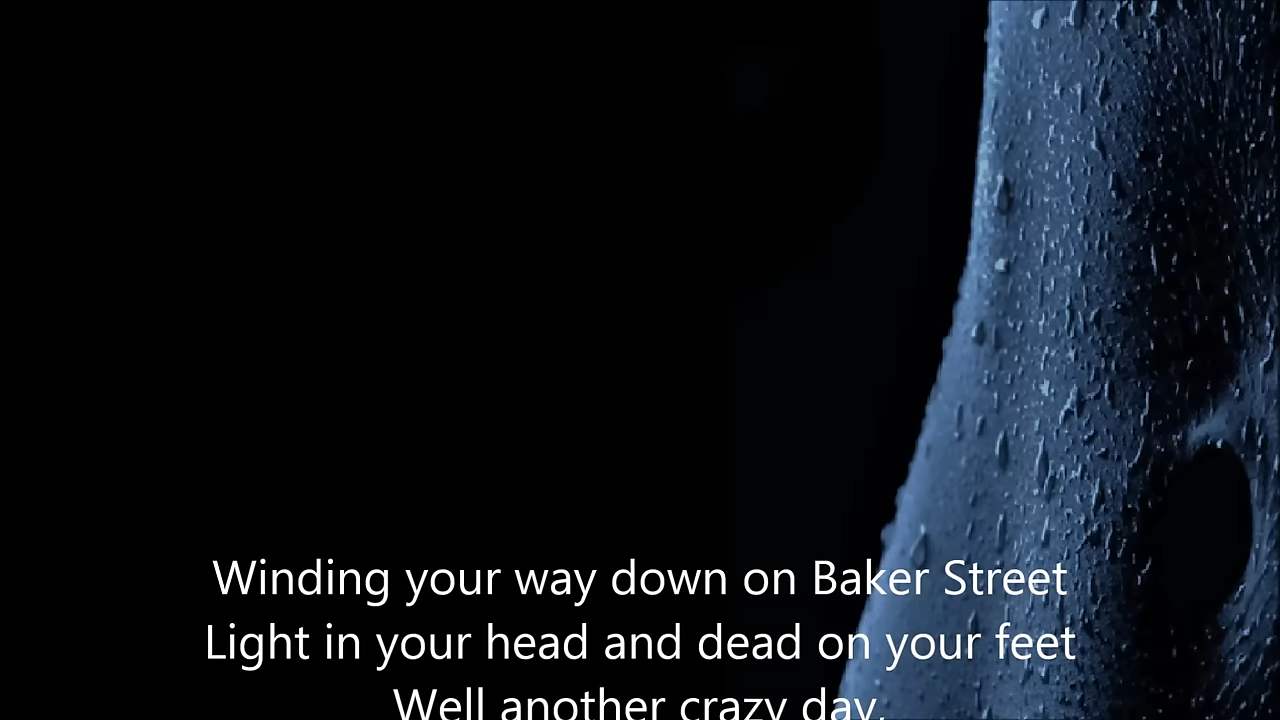 Winding your way down on Baker Street
Light in your head and dead on your feet
Well another crazy day,